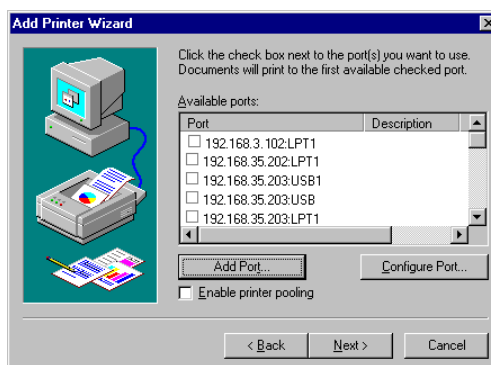 Add Printer Wizard
Click the check box next to the port(s) you want to use.
Documents will print to the first available checked port.
Available ports:
Port Description
192.168.3.102:LPT1
192.168.35.202:LPT1
192.168.35.203:USB1
192.168.35.203:USB
192.168.35.203:LPT1
Add Port... Configure Port...
Enable printer pooling
< Back Next > Cancel